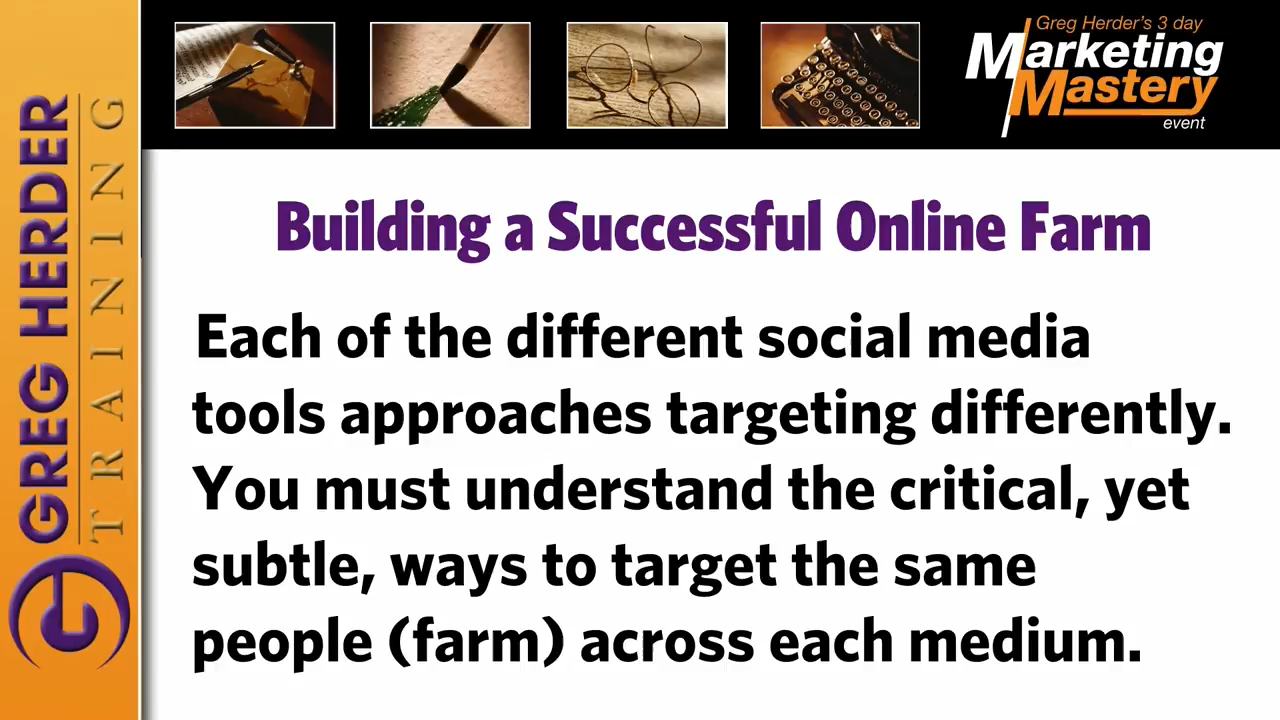 Greg Herder's 3 day
Marketing
Mastery
event
GREG HERDER
TRAINING
Building a Successful Online Farm
Each of the different social media
tools approaches targeting differently.
You must understand the critical, yet
subtle, ways to target the same
people (farm) across each medium.